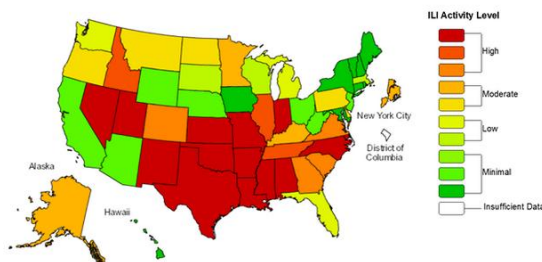 ILI Activity Level
High
Moderate
New York City
Low
District of
Columbia
Alaska
Minimal
Hawaii
Insufficient Data